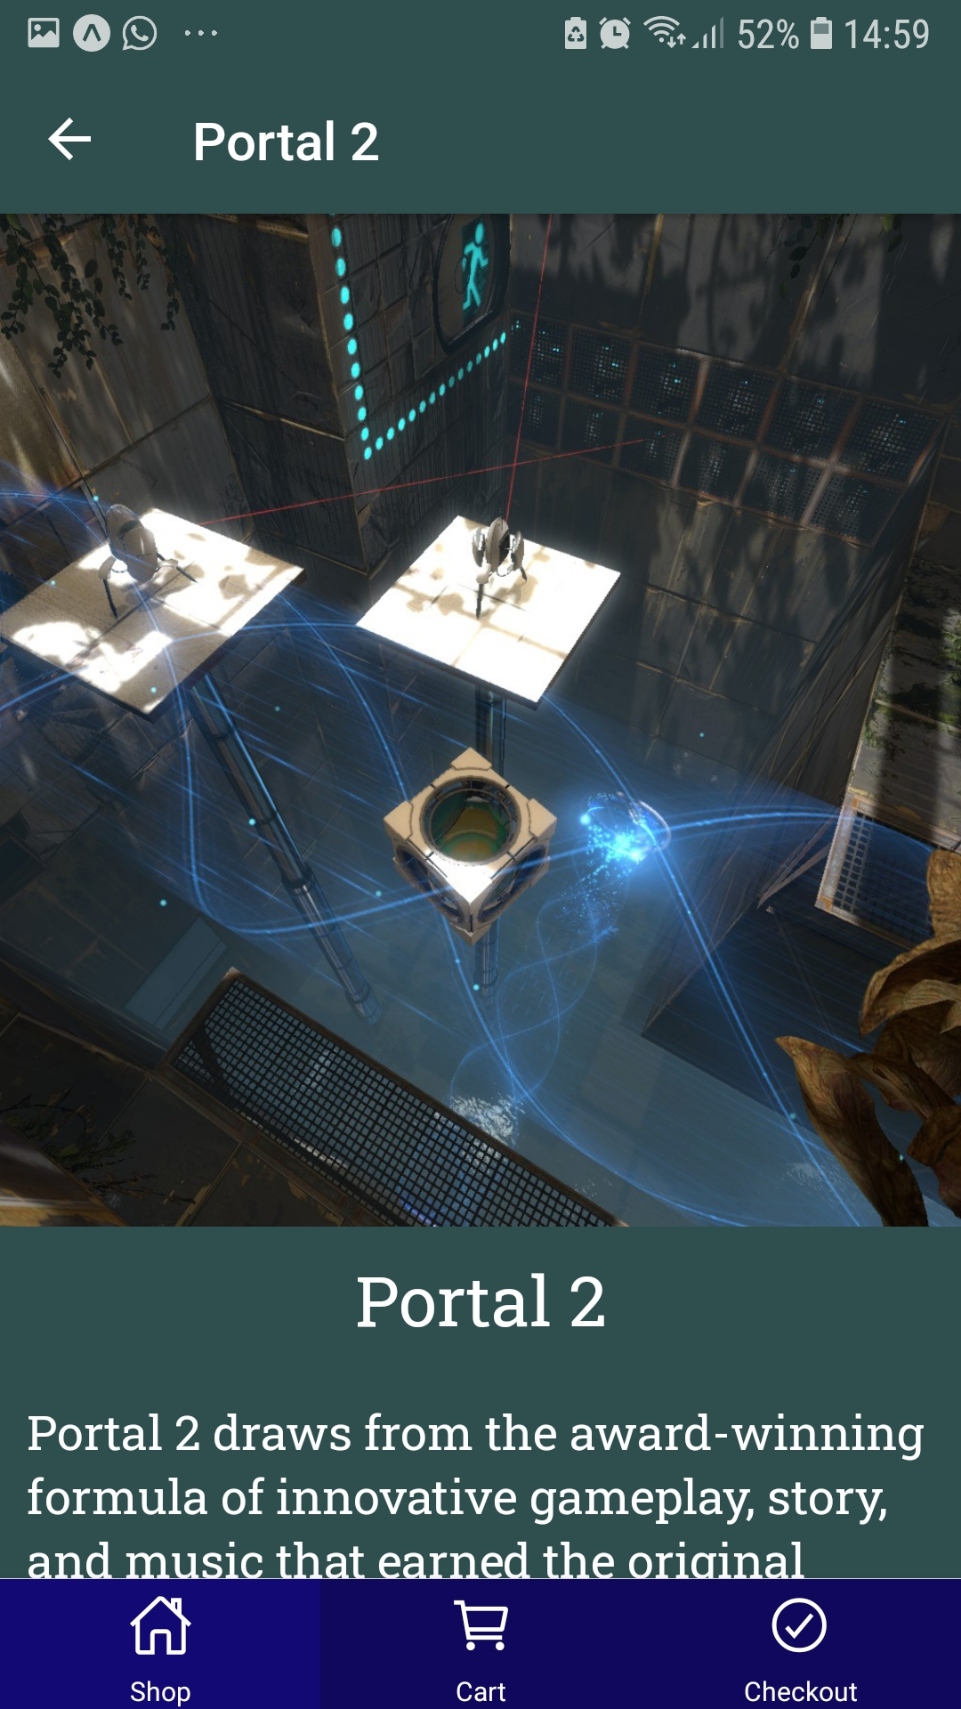 52% 14:59
Portal 2
Portal 2
Portal 2 draws from the award-winning
formula of innovative gameplay, story,
and music that earned the original
Shop Cart Checkout